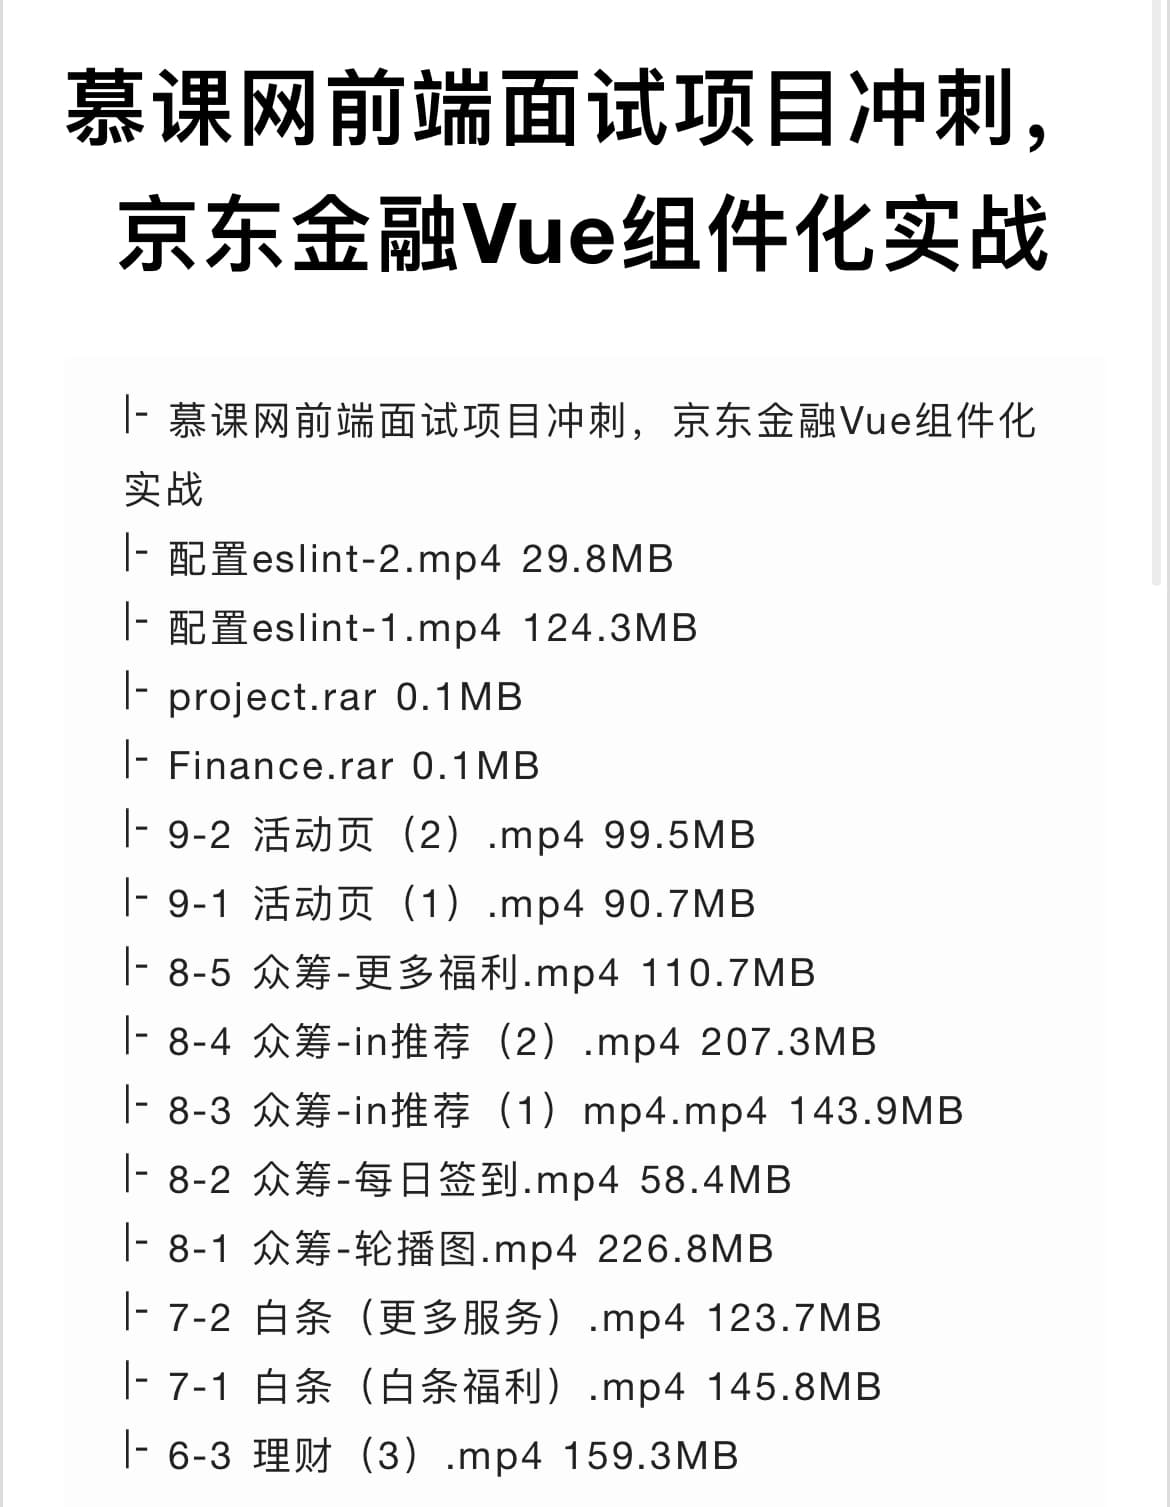 慕课网前端面试项目冲刺，
京东金融Vue组件化实战
|- 慕课网前端面试项目冲刺，京东金融Vue组件化
实战
|- 配置eslint-2.mp4 29.8MB
|- 配置eslint-1.mp4 124.3MB
|- project.rar 0.1MB
|- Finance.rar 0.1MB
|- 9-2 活动页（2）.mp4 99.5MB
|- 9-1 活动页（1）.mp4 90.7MB
|- 8-5 众筹-更多福利.mp4 110.7MB
|- 8-4 众筹-in推荐（2）.mp4 207.3MB
|- 8-3 众筹-in推荐（1）mp4.mp4 143.9MB
|- 8-2 众筹-每日签到.mp4 58.4MB
|- 8-1 众筹-轮播图.mp4 226.8MB
|- 7-2 白条（更多服务）.mp4 123.7MB
|- 7-1 白条（白条福利）.mp4 145.8MB
|- 6-3 理财（3）.mp4 159.3MB